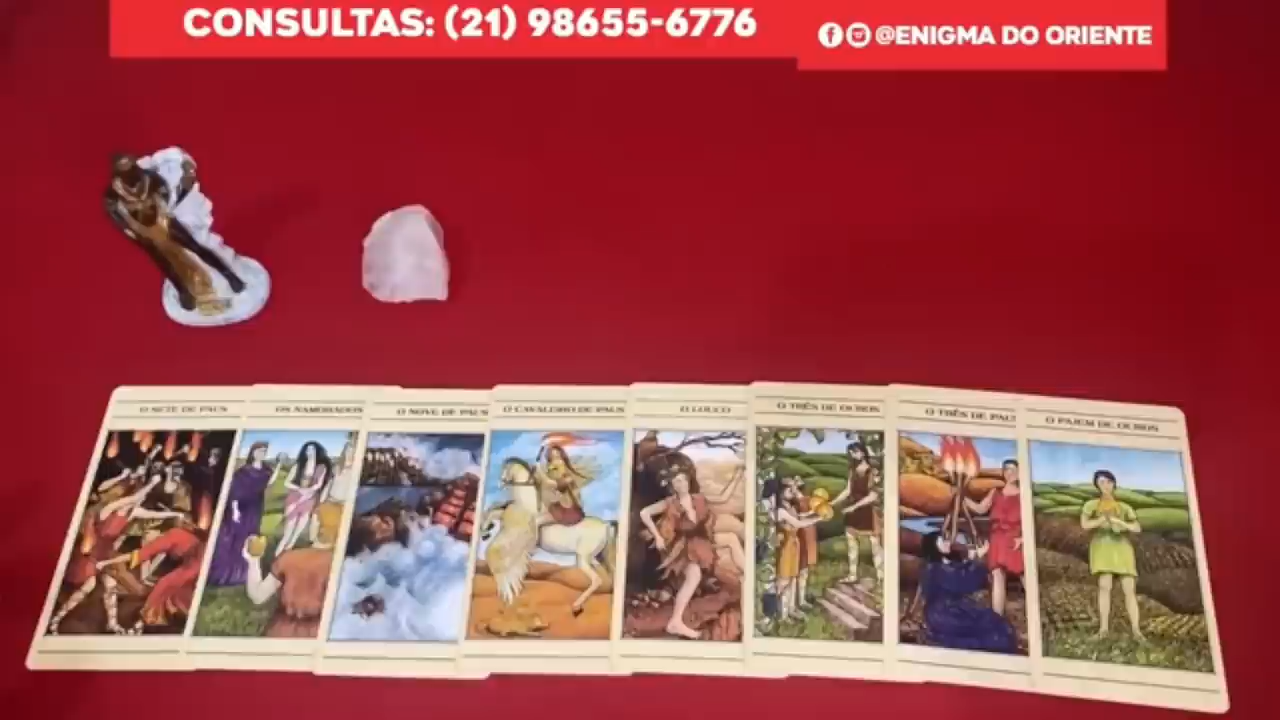 CONSULTAS: (21) 98655-6776
@ENIGMA DO ORIENTE
O SETE DE PAUS
OS NAMORADOS
O NOVE DE PAUS
O CAVALEIRO DE PAUS
O LOUCO
O TRÊS DE OUROS
O TRÊS DE PAUS
O PAJEM DE OUROS